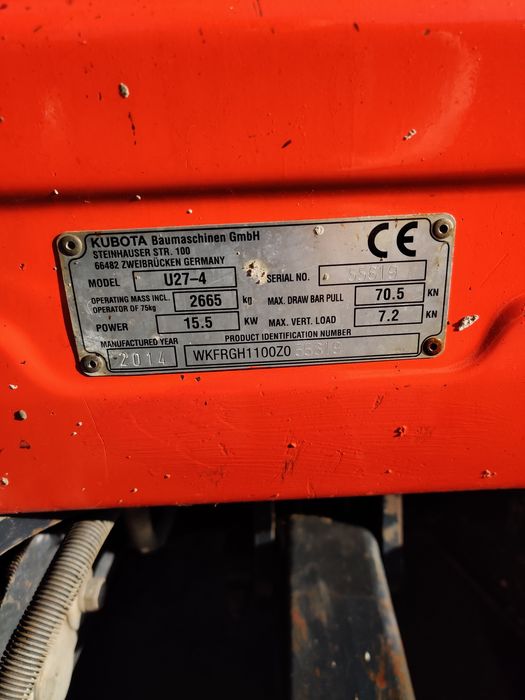 KUBOTA Baumaschinen GmbH
STEINHAUSER STR. 100
66482 ZWEIBRÜCKEN GERMANY
CE
MODEL U27-4 SERIAL NO. 55619
OPERATING MASS INCL. OPERATOR OF 75kg 2665 kg MAX. DRAW BAR PULL 70.5 KN
POWER 15.5 KW MAX. VERT. LOAD 7.2 KN
MANUFACTURED YEAR PRODUCT IDENTIFICATION NUMBER
2014 WKFRGH1100Z0